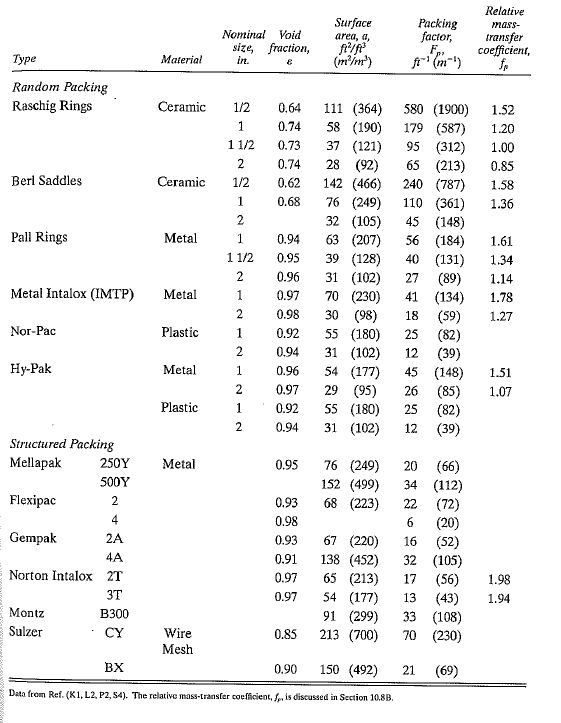 Relative
Surface Packing mass-
Nominal Void area, a, factor, transfer
size, fraction, ft²/ft³ Fₚ, coefficient,
Type Material in. ε (m²/m³) ft⁻¹ (m⁻¹) fₚ
Random Packing
Raschig Rings Ceramic 1/2 0.64 111 (364) 580 (1900) 1.52
1 0.74 58 (190) 179 (587) 1.20
1 1/2 0.73 37 (121) 95 (312) 1.00
2 0.74 28 (92) 65 (213) 0.85
Berl Saddles Ceramic 1/2 0.62 142 (466) 240 (787) 1.58
1 0.68 76 (249) 110 (361) 1.36
2 32 (105) 45 (148)
Pall Rings Metal 1 0.94 63 (207) 56 (184) 1.61
1 1/2 0.95 39 (128) 40 (131) 1.34
2 0.96 31 (102) 27 (89) 1.14
Metal Intalox (IMTP) Metal 1 0.97 70 (230) 41 (134) 1.78
2 0.98 30 (98) 18 (59) 1.27
Nor-Pac Plastic 1 0.92 55 (180) 25 (82)
2 0.94 31 (102) 12 (39)
Hy-Pak Metal 1 0.96 54 (177) 45 (148) 1.51
2 0.97 29 (95) 26 (85) 1.07
Plastic 1 0.92 55 (180) 25 (82)
2 0.94 31 (102) 12 (39)
Structured Packing
Mellapak 250Y Metal 0.95 76 (249) 20 (66)
500Y 152 (499) 34 (112)
Flexipac 2 0.93 68 (223) 22 (72)
4 0.98 6 (20)
Gempak 2A 0.93 67 (220) 16 (52)
4A 0.91 138 (452) 32 (105)
Norton Intalox 2T 0.97 65 (213) 17 (56) 1.98
3T 0.97 54 (177) 13 (43) 1.94
Montz B300 91 (299) 33 (108)
Sulzer CY Wire 0.85 213 (700) 70 (230)
Mesh
BX 0.90 150 (492) 21 (69)
Data from Ref. (K1, L2, P2, S4). The relative mass-transfer coefficient, fₚ, is discussed in Section 10.8B.